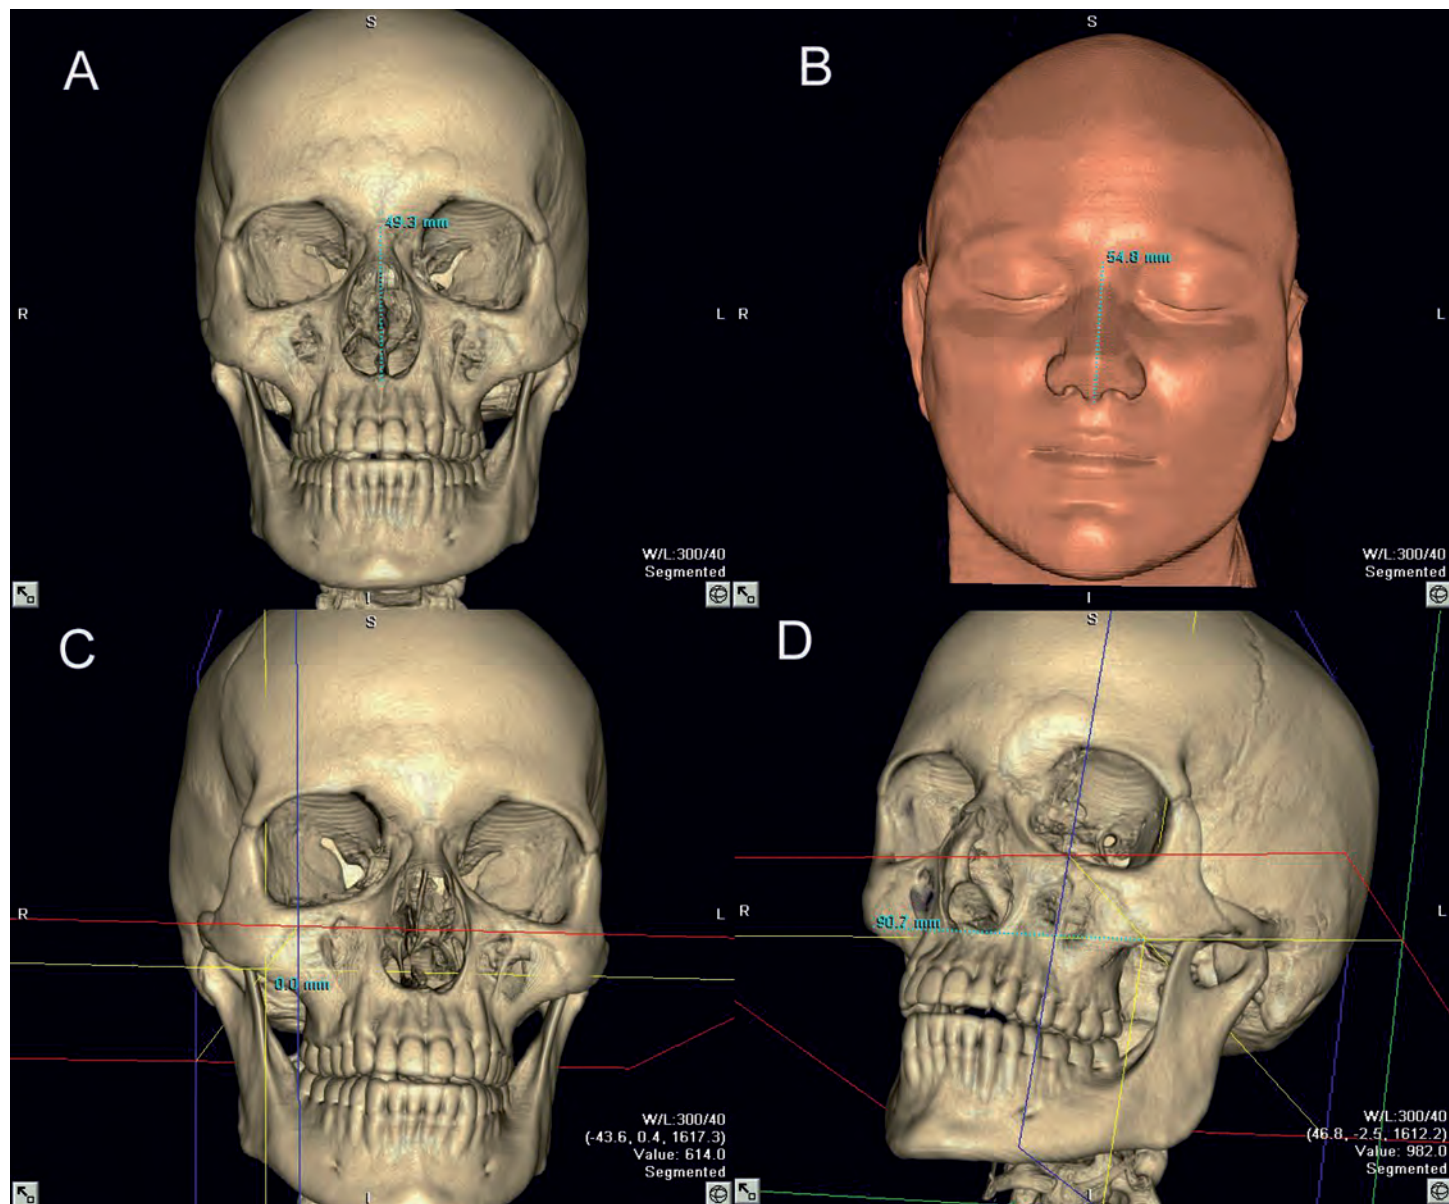 A
S
49.3 mm
R
L
W/L:300/40
Segmented
I
B
S
54.8 mm
R
L
W/L:300/40
Segmented
I
C
S
R
L
0.0 mm
W/L:300/40
(-43.6, 0.4, 1617.3)
Value: 614.0
Segmented
I
D
S
R
L
90.7 mm
W/L:300/40
(46.8, -2.5, 1612.2)
Value: 982.0
Segmented
I